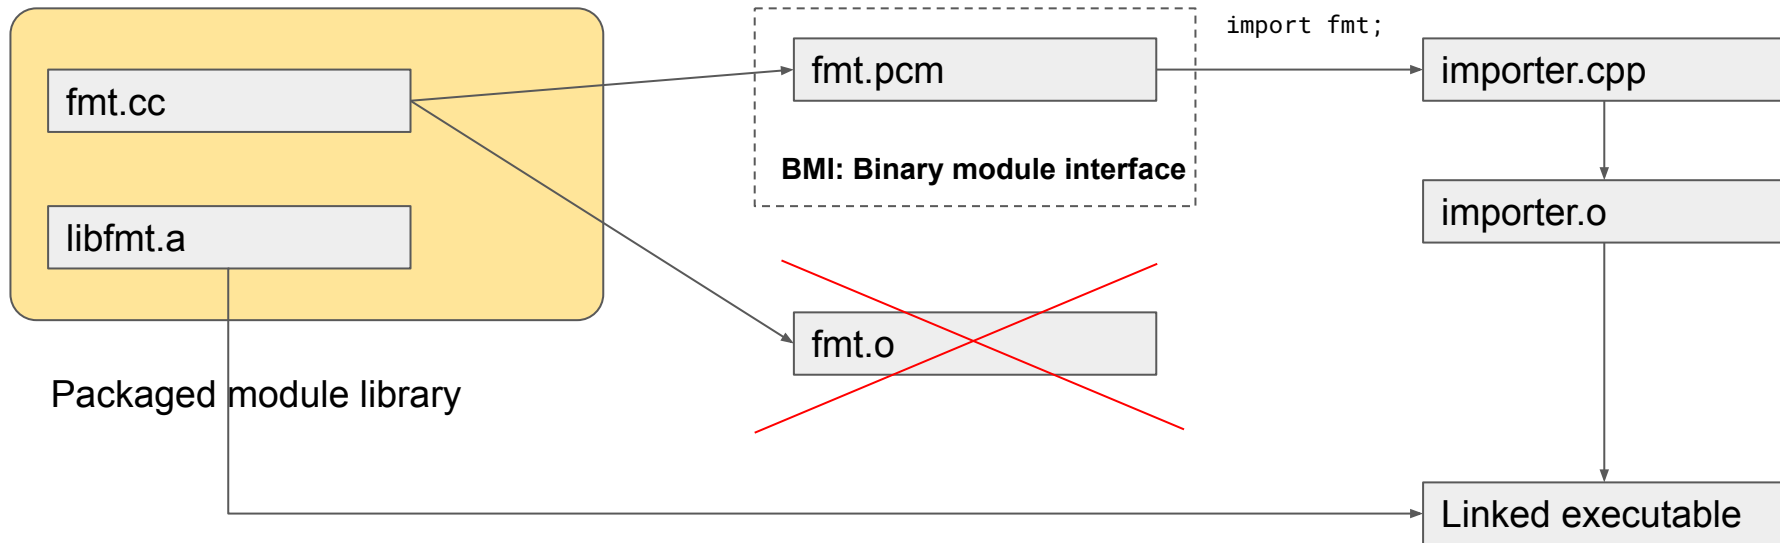 import fmt;
fmt.cc
fmt.pcm
importer.cpp
BMI: Binary module interface
libfmt.a
importer.o
fmt.o
Packaged module library
Linked executable